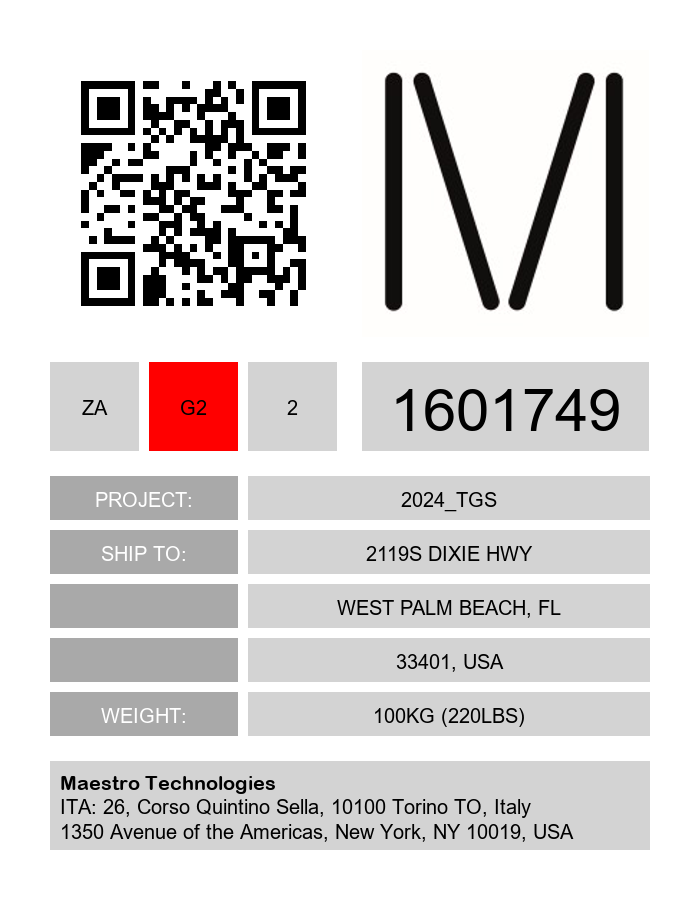 M
ZA G2 2 1601749
PROJECT: 2024_TGS
SHIP TO: 2119S DIXIE HWY
WEST PALM BEACH, FL
33401, USA
WEIGHT: 100KG (220LBS)
Maestro Technologies
ITA: 26, Corso Quintino Sella, 10100 Torino TO, Italy
1350 Avenue of the Americas, New York, NY 10019, USA